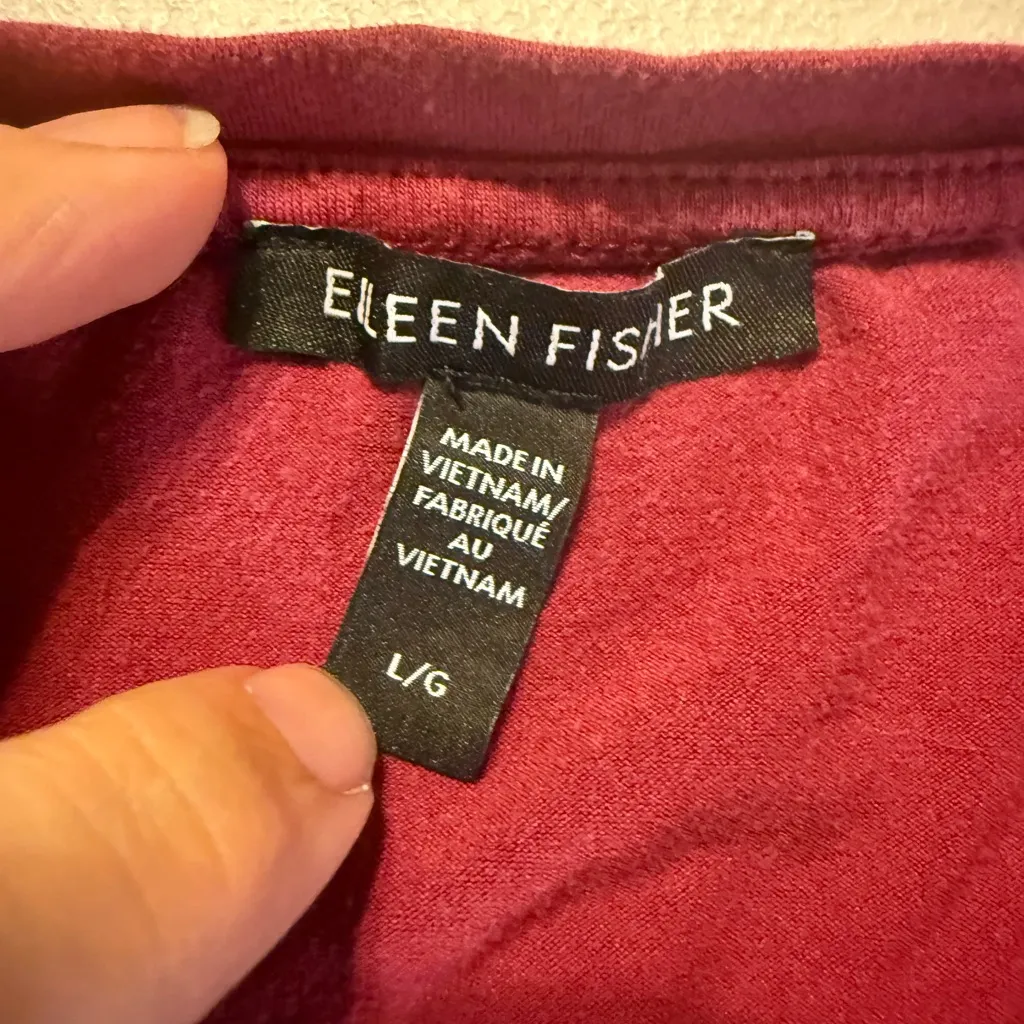 EILEEN FISHER
MADE IN
VIETNAM/
FABRIQUÉ
AU
VIETNAM
L/G